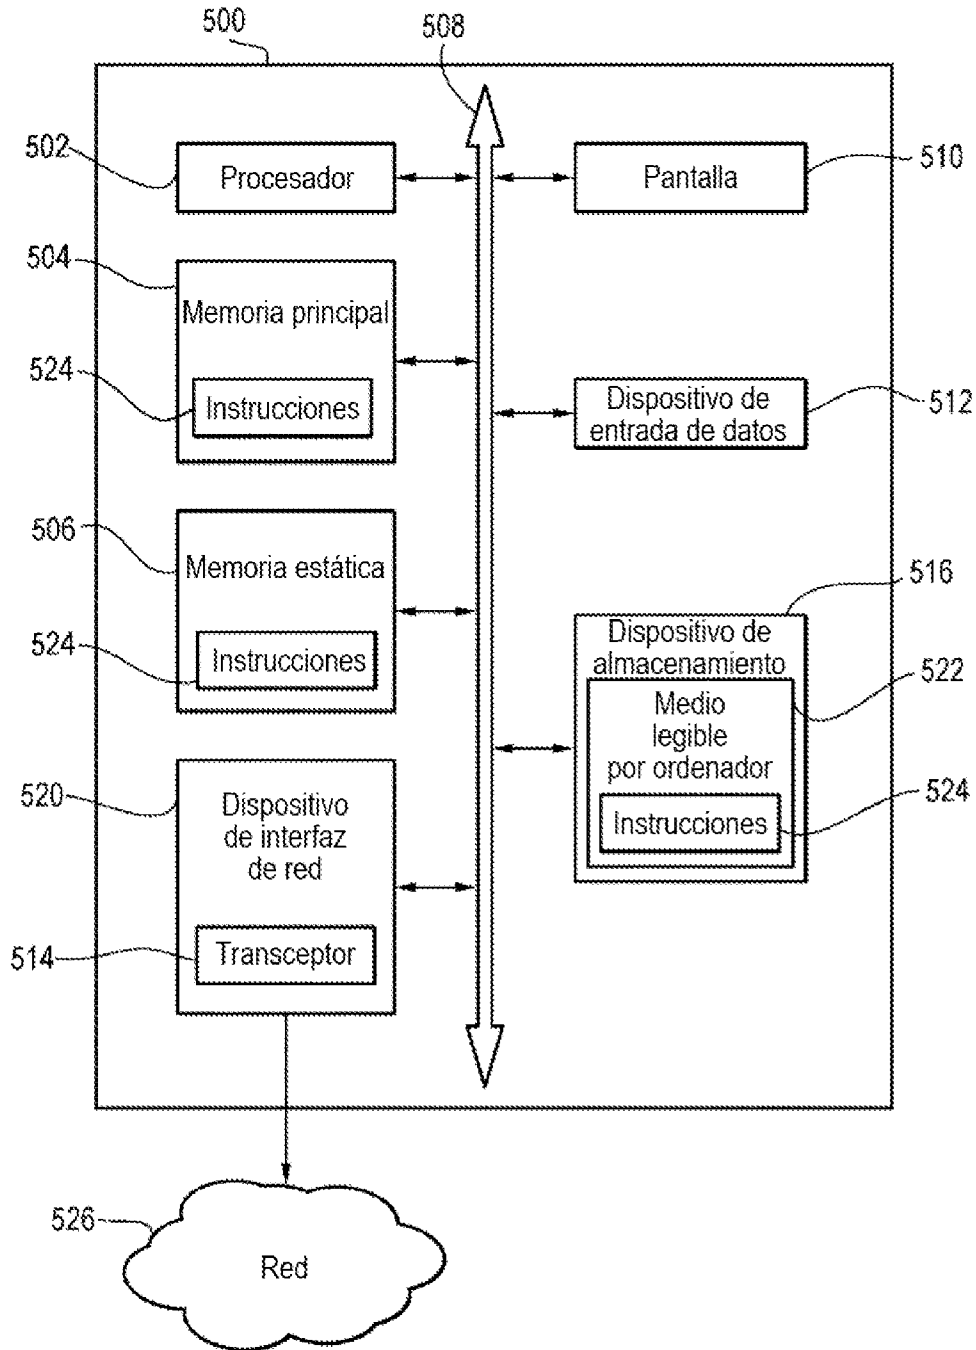 500
508
502
Procesador
Pantalla
510
504
Memoria principal
524
Instrucciones
Dispositivo de
entrada de datos
512
506
Memoria estática
524
Instrucciones
516
Dispositivo de
almacenamiento
522
Medio
legible
por ordenador
524
Instrucciones
520
Dispositivo
de interfaz
de red
514
Transceptor
526
Red